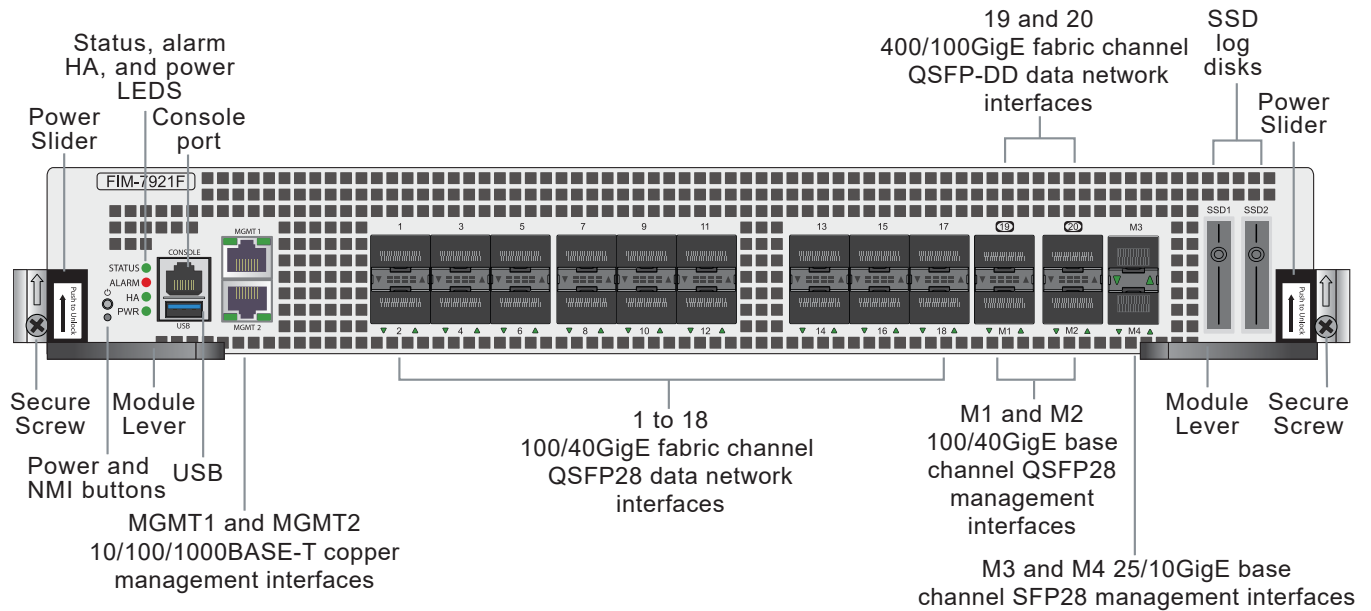 19 and 20
400/100GigE fabric channel
QSFP-DD data network
interfaces
SSD
log
disks
Status, alarm
HA, and power
LEDS
Power
Slider
Console
port
Power
Slider
FIM-7921F
MGMT 1
MGMT 2
CONSOLE
USB
STATUS
ALARM
HA
PWR
Push to Unlock
1 3 5 7 9 11 13 15 17 19 20 M3
2 4 6 8 10 12 14 16 18 M1 M2 M4
SSD1 SSD2
Push to Unlock
Secure
Screw
Module
Lever
Power and
NMI buttons
USB
MGMT1 and MGMT2
10/100/1000BASE-T copper
management interfaces
1 to 18
100/40GigE fabric channel
QSFP28 data network
interfaces
M1 and M2
100/40GigE base
channel QSFP28
management
interfaces
M3 and M4 25/10GigE base
channel SFP28 management interfaces
Module
Lever
Secure
Screw